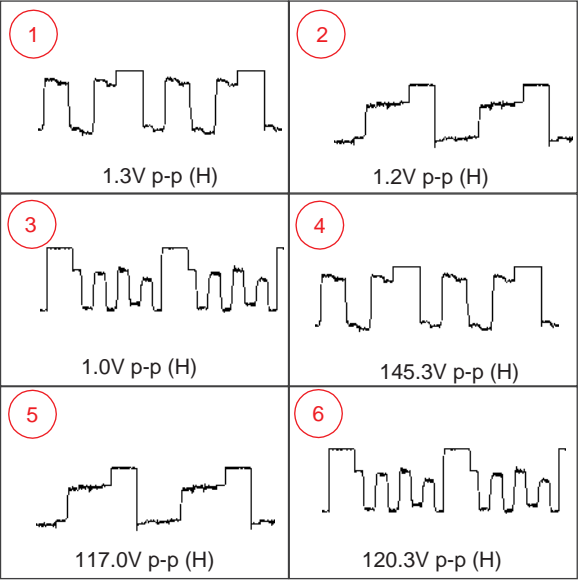 1
1.3V p-p (H)
2
1.2V p-p (H)
3
1.0V p-p (H)
4
145.3V p-p (H)
5
117.0V p-p (H)
6
120.3V p-p (H)